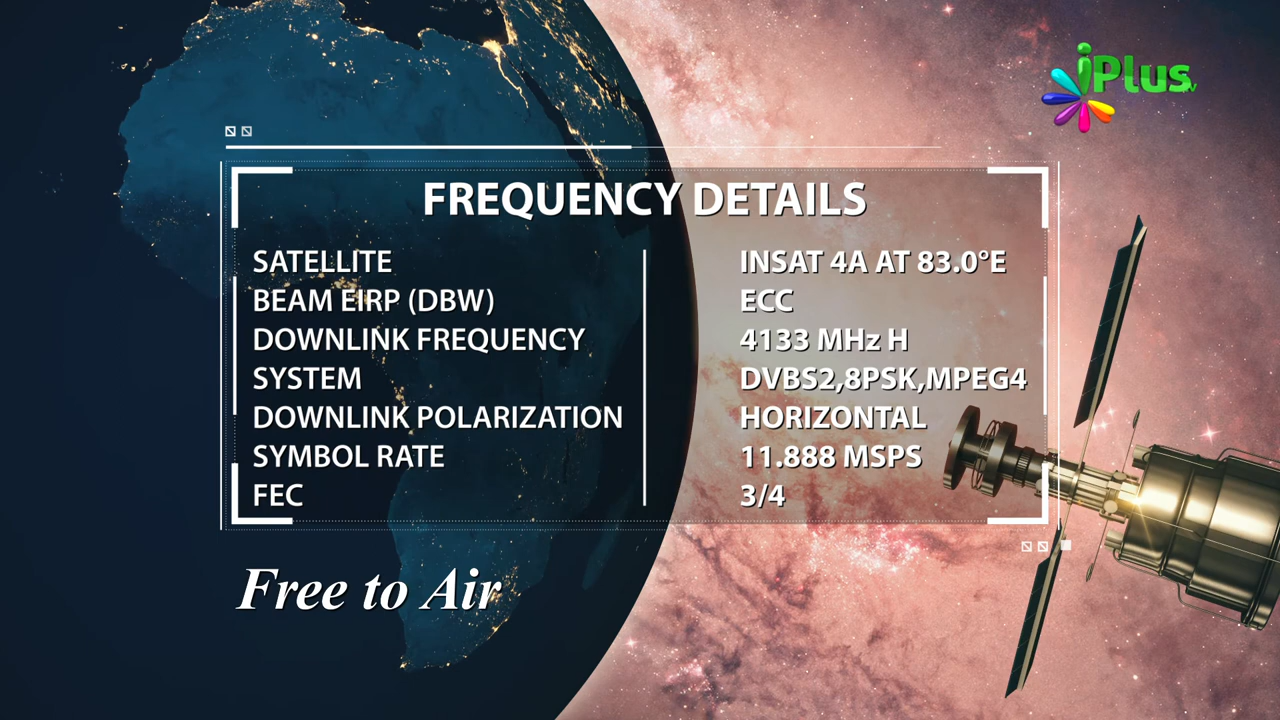 iPlus tv
FREQUENCY DETAILS
SATELLITE INSAT 4A AT 83.0°E
BEAM EIRP (DBW) ECC
DOWNLINK FREQUENCY 4133 MHz H
SYSTEM DVBS2,8PSK,MPEG4
DOWNLINK POLARIZATION HORIZONTAL
SYMBOL RATE 11.888 MSPS
FEC 3/4
Free to Air